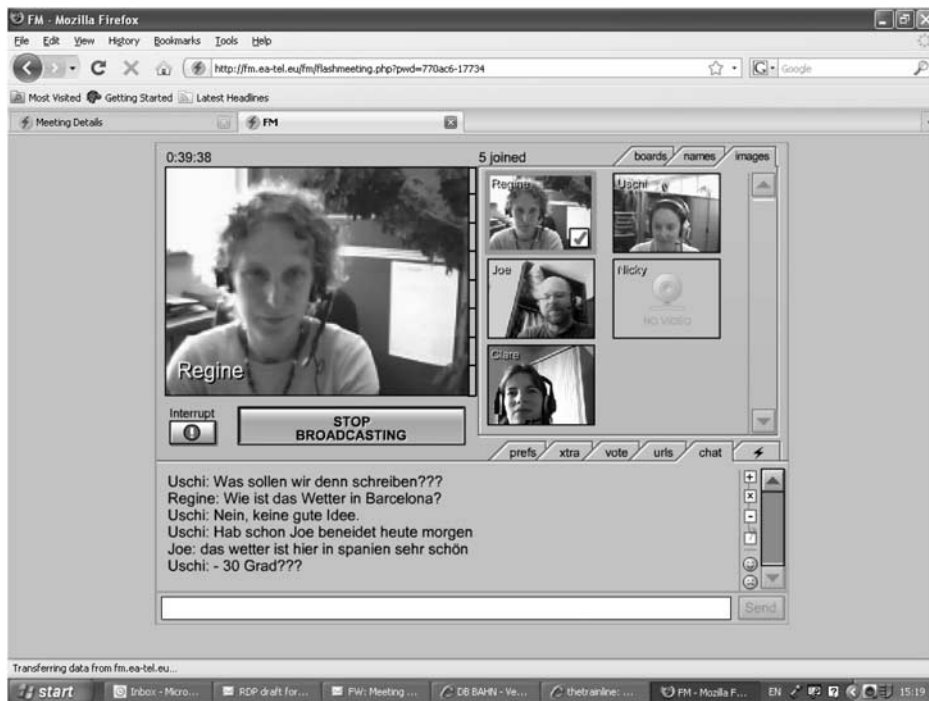 FM - Mozilla Firefox
File Edit View History Bookmarks Tools Help
http://fm.ea-tel.eu/fm/flashmeeting.php?pwd=770ac6-17734
G Google
Most Visited Getting Started Latest Headlines
Meeting Details FM
0:39:38 5 joined boards names images
Regine Uschi
Joe Nicky
NO VIDEO
Clare
Regine
Interrupt
STOP
BROADCASTING
prefs xtra vote urls chat
Uschi: Was sollen wir denn schreiben???
Regine: Wie ist das Wetter in Barcelona?
Uschi: Nein, keine gute Idee.
Uschi: Hab schon Joe beneidet heute morgen
Joe: das wetter ist hier in spanien sehr schön
Uschi: - 30 Grad???
Send
Transferring data from fm.ea-tel.eu...
start Inbox - Micro... RDP draft for... FW: Meeting ... DB BAHN - Ve... thetrainline: ... FM - Mozilla F... EN 15:19